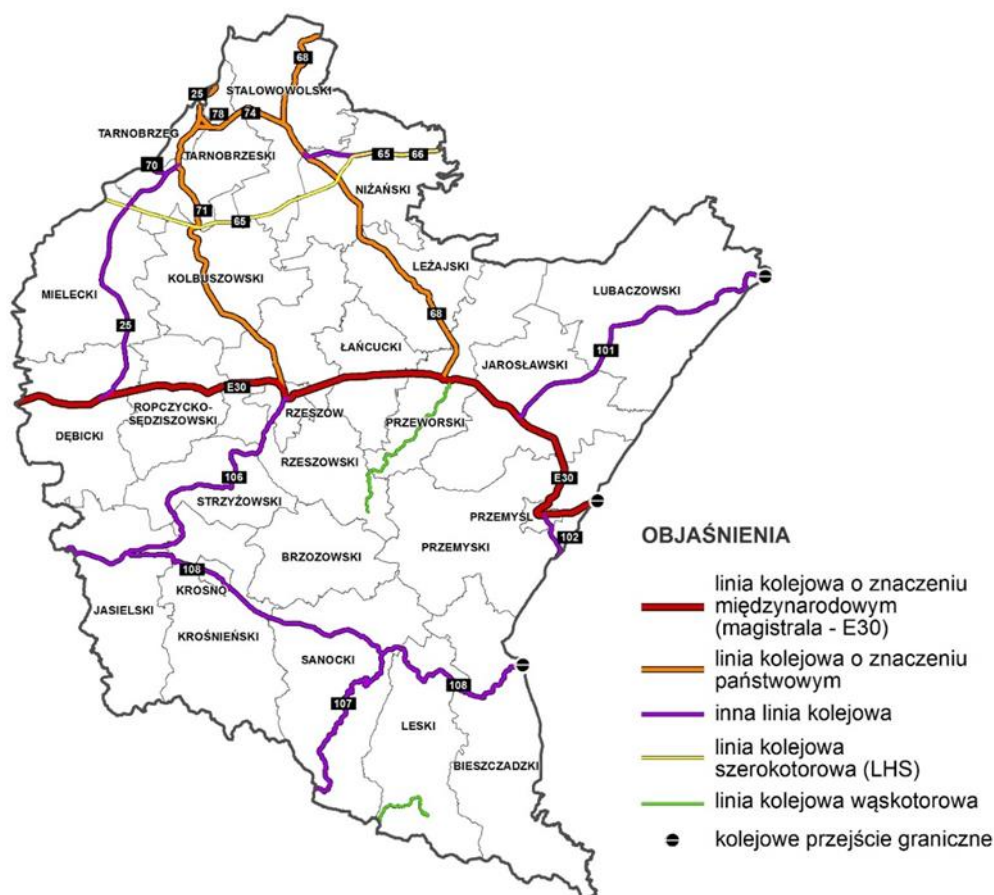 68
STALOWOWOLSKI
25
78
74
TARNOBRZEG
70
TARNOBRZESKI
65
66
NIŻAŃSKI
71
65
LEŻAJSKI
KOLBUSZOWSKI
LUBACZOWSKI
MIELECKI
68
25
ŁAŃCUCKI
101
JAROSŁAWSKI
E30
ROPCZYCKO-
SĘDZISZOWSKI
RZESZÓW
PRZEWORSKI
DĘBICKI
RZESZOWSKI
106
E30
STRZYŻOWSKI
PRZEMYŚL
102
OBJAŚNIENIA
BRZOZOWSKI
PRZEMYSKI
108
JASIELSKI
KROSNO
KROŚNIEŃSKI
SANOCKI
108
107
LESKI
BIESZCZADZKI
linia kolejowa o znaczeniu
międzynarodowym
(magistrala - E30)
linia kolejowa o znaczeniu
państwowym
inna linia kolejowa
linia kolejowa
szerokotorowa (LHS)
linia kolejowa wąskotorowa
kolejowe przejście graniczne